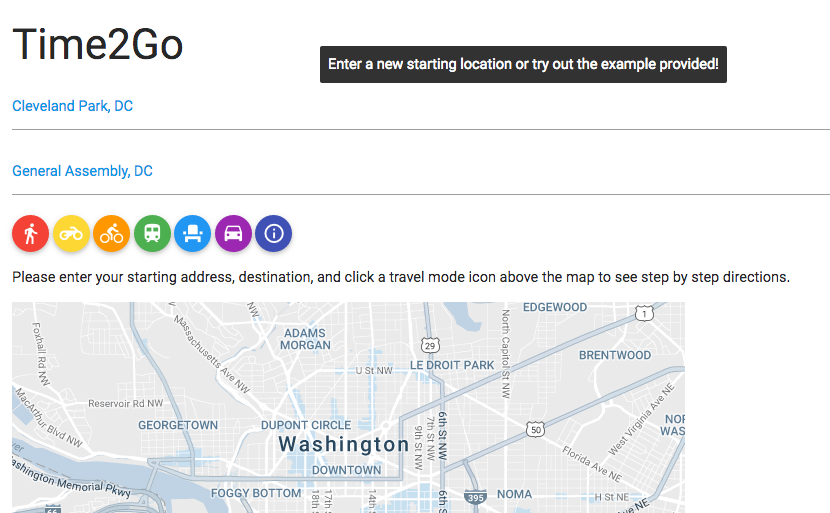 Time2Go
Enter a new starting location or try out the example provided!
Cleveland Park, DC
General Assembly, DC
Please enter your starting address, destination, and click a travel mode icon above the map to see step by step directions.
EDGEWOOD
1
NW
Foxhall Rd NW
Massachusetts Ave NW
ADAMS
MORGAN
29
North Capitol St NW
BRENTWOOD
LE DROIT PARK
U St NW
MacArthur Blvd NW
Reservoir Rd NW
GEORGETOWN
DUPONT CIRCLE
6th St NW
7th St NW
9th St NW
50
West Virginia Ave NE
Washington
Florida Ave NE
DOWNTOWN
ashington Memorial Pkwy
FOGGY BOTTOM
18th S
17th S
14th S
6th S
395
NOMA
H St NE
66
NOR
WAS